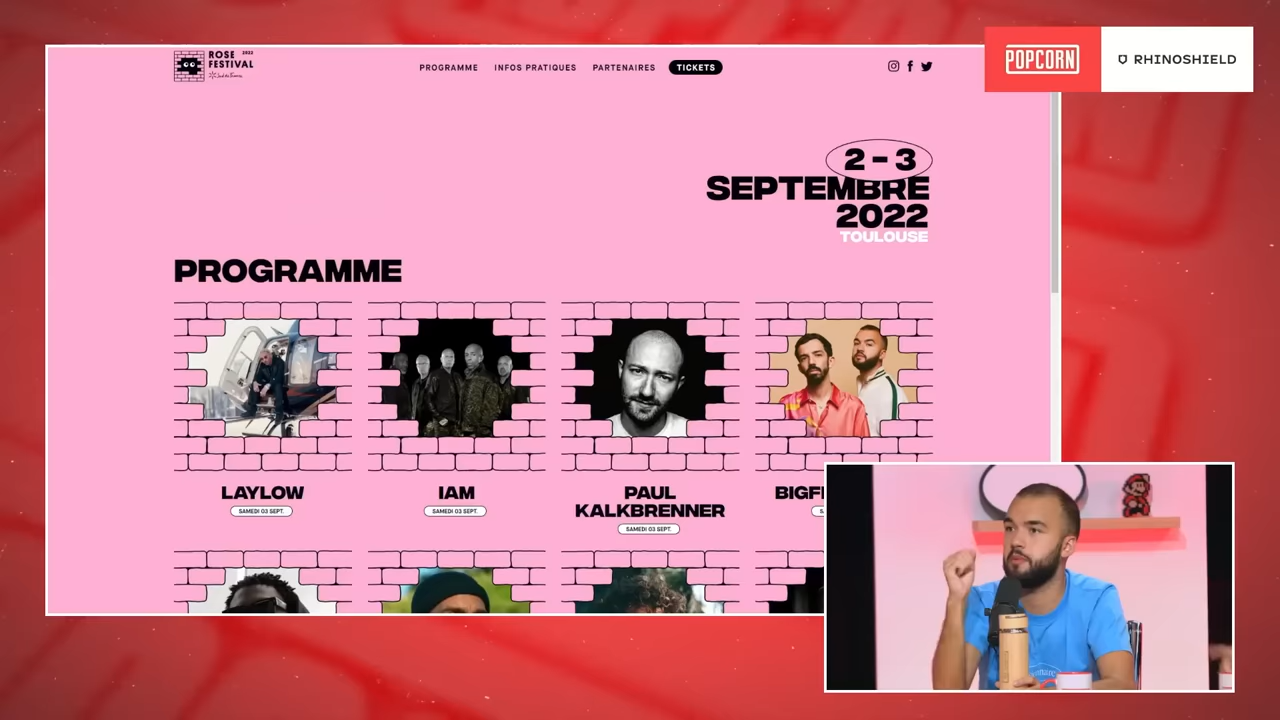 ROSE 2022
FESTIVAL
PROGRAMME
INFOS PRATIQUES
PARTENAIRES
TICKETS
POPCORN
RHINOSHIELD
2 - 3
SEPTEMBRE
2022
TOULOUSE
PROGRAMME
LAYLOW
SAMEDI 03 SEPT.
IAM
SAMEDI 03 SEPT.
PAUL
KALKBRENNER
SAMEDI 03 SEPT.
BIGF